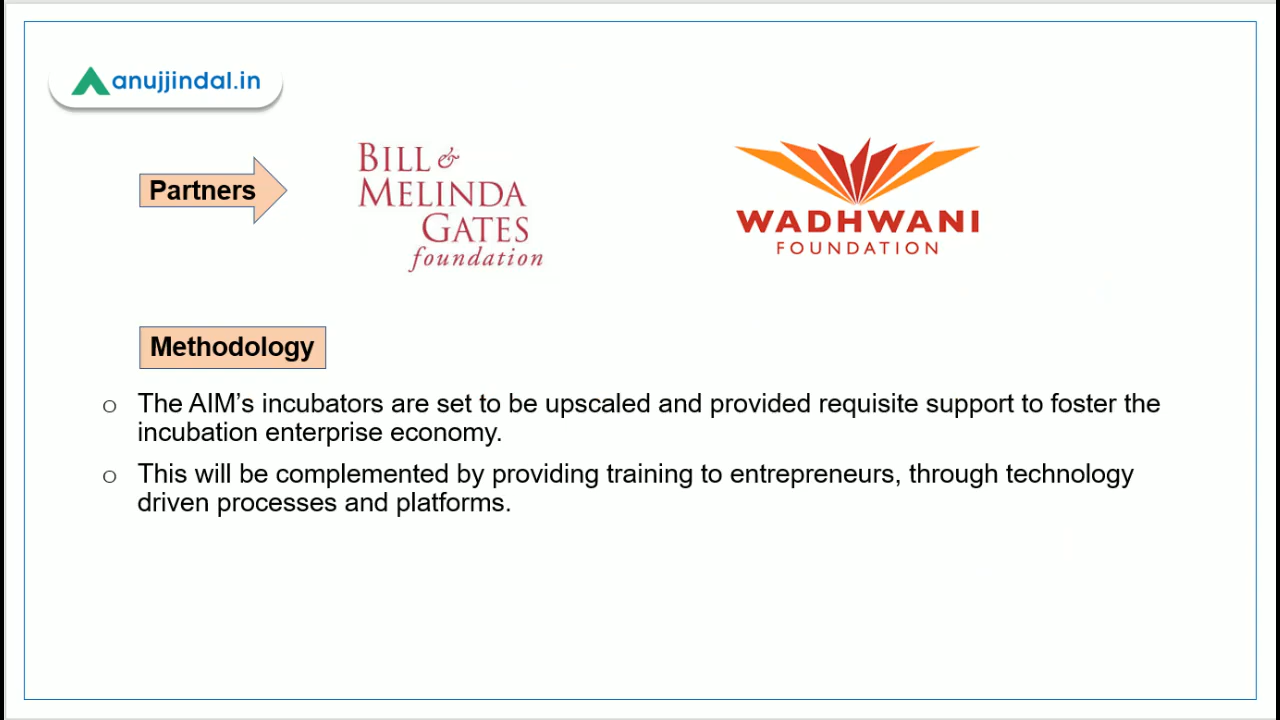 anujjindal.in
Partners
BILL &
MELINDA
GATES
foundation
WADHWANI
FOUNDATION
Methodology
o The AIM’s incubators are set to be upscaled and provided requisite support to foster the
incubation enterprise economy.
o This will be complemented by providing training to entrepreneurs, through technology
driven processes and platforms.